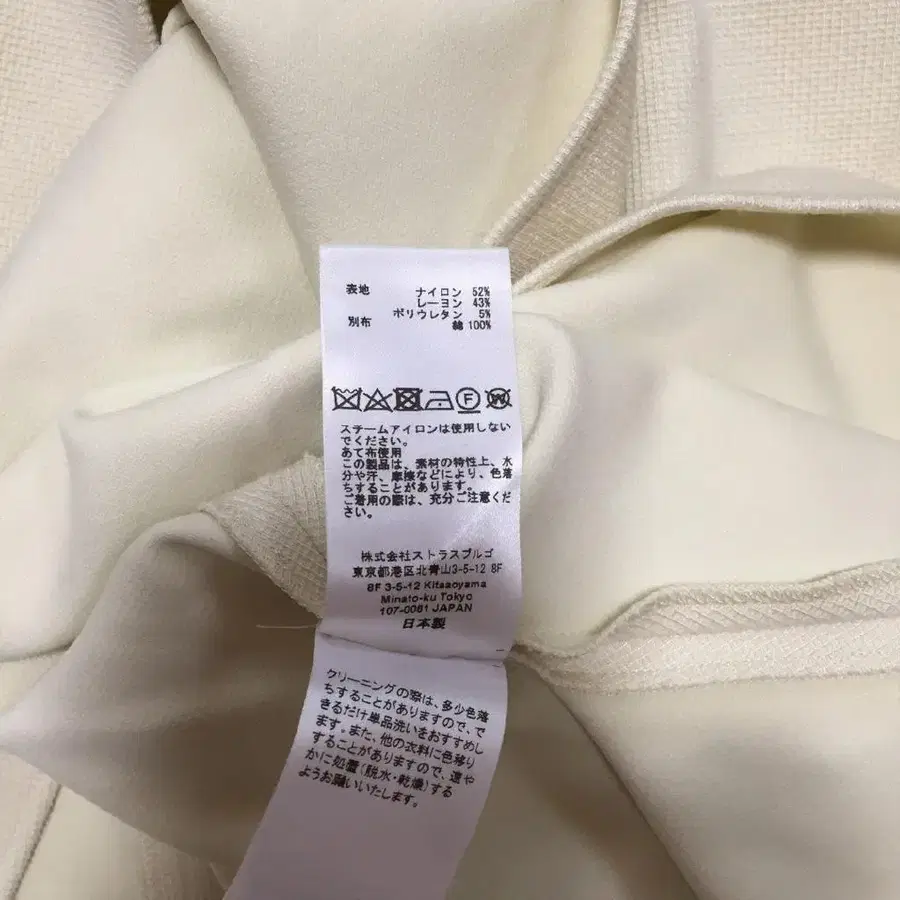 表地 ナイロン 52%
レーヨン 43%
ポリウレタン 5%
別布 綿 100%
F W
スチームアイロンは使用しない
でください。
あて布使用
この製品は、素材の特性上、水
分や汗、摩擦などにより、色落
ちすることがあります。
ご着用の際は、充分ご注意くだ
さい。
株式会社ストラスブルゴ
東京都港区北青山3-5-12 8F
8F 3-5-12 Kitaaoyama
Minato-ku Tokyo
107-0061 JAPAN
日本製
クリーニングの際は、多少色落
ちすることがありますので、で
きるだけ単品洗いをおすすめし
ます。また、他の衣料に色移り
することがありますので、速や
かに処置(脱水・乾燥)する
ようお願いいたします。